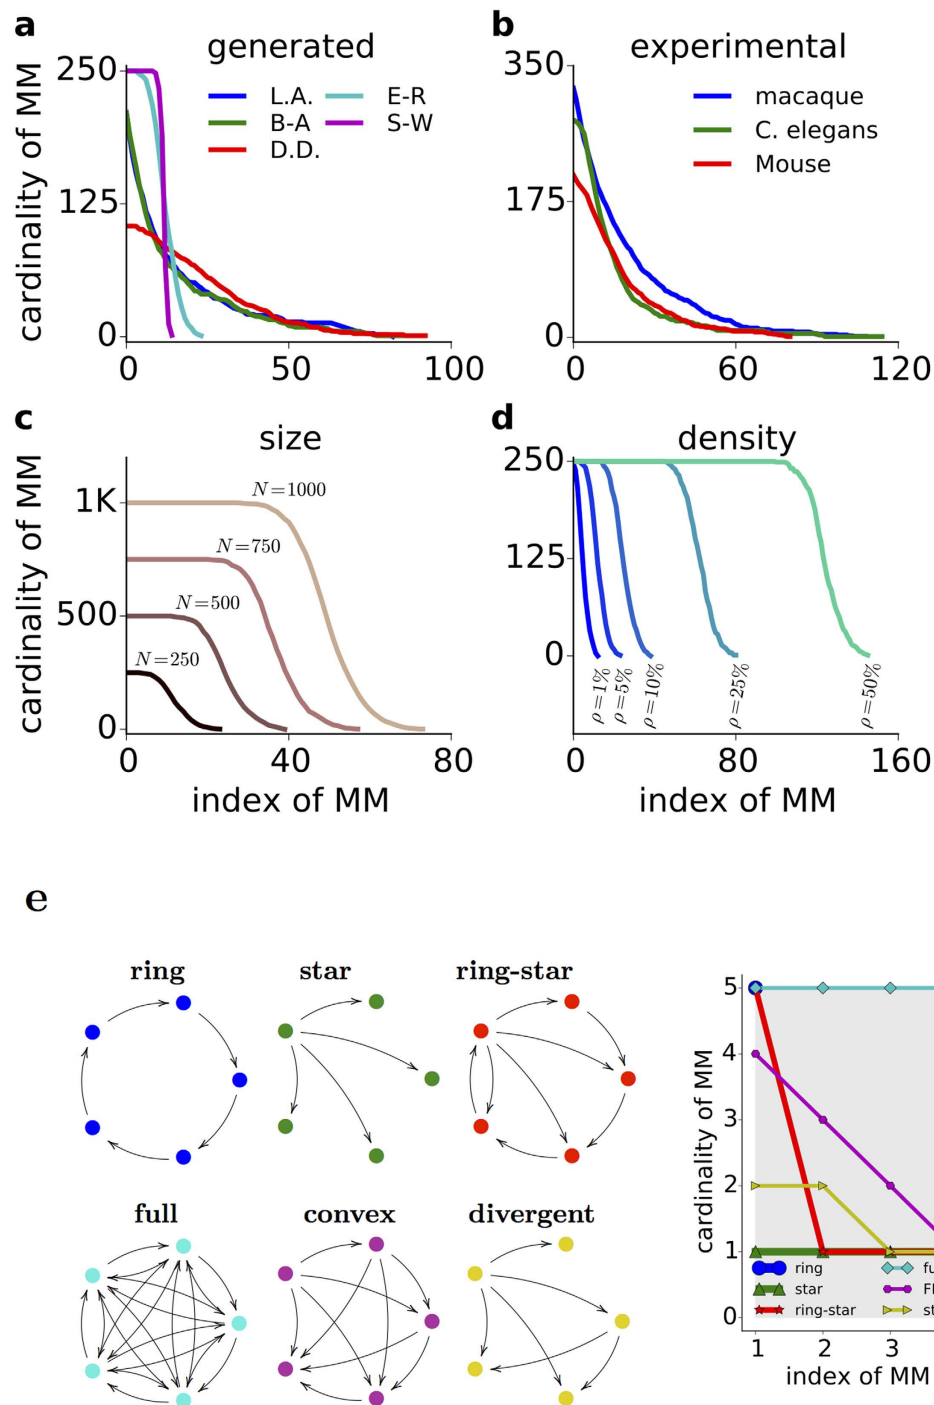 a
generated
cardinality of MM
250
125
0
L.A.
B-A
D.D.
E-R
S-W
0
50
100
b
experimental
350
175
0
macaque
C. elegans
Mouse
0
60
120
c
size
cardinality of MM
1K
500
0
N=1000
N=750
N=500
N=250
0
40
80
index of MM
d
density
250
125
0
ρ=1%
ρ=5%
ρ=10%
ρ=25%
ρ=50%
0
80
160
index of MM
e
ring
star
ring-star
full
convex
divergent
cardinality of MM
5
4
3
2
1
0
ring
star
ring-star
1
2
3
index of MM